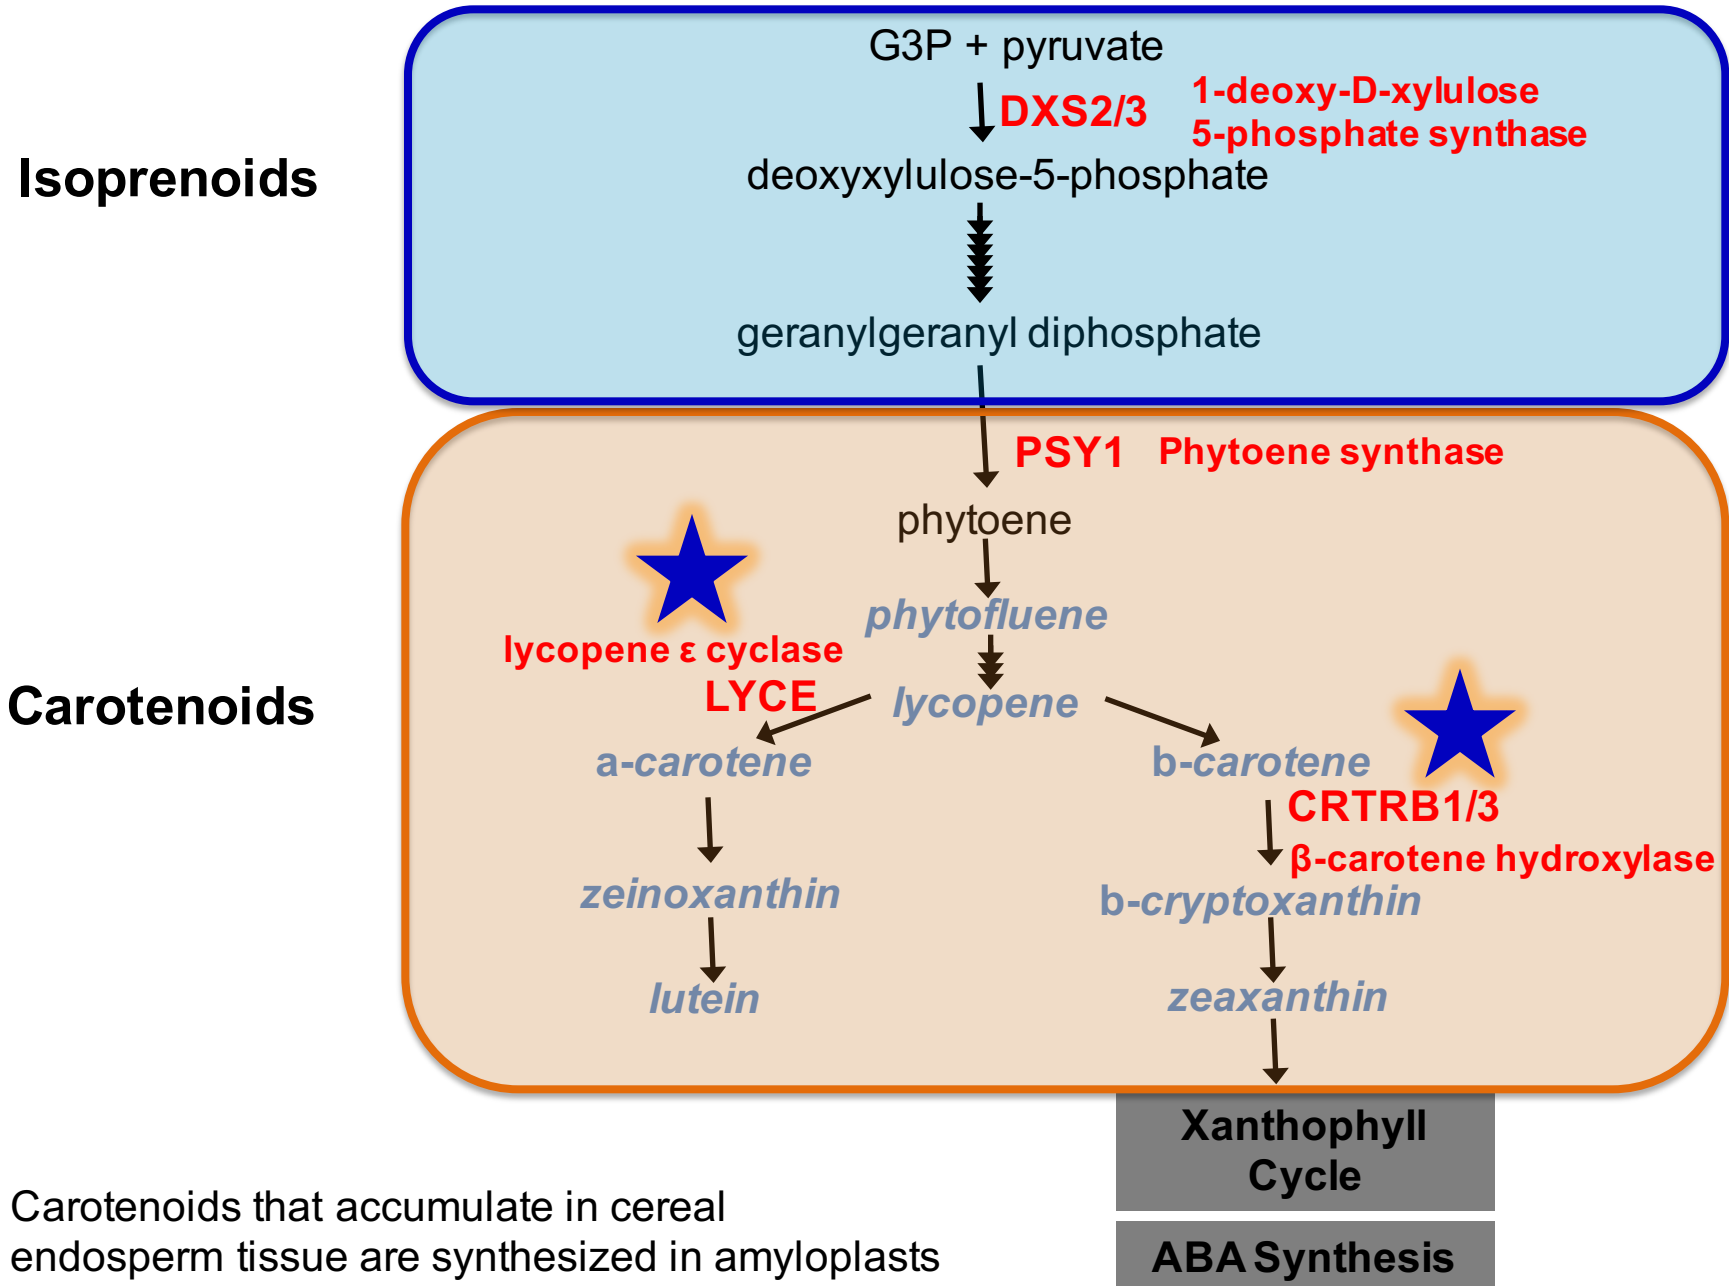 G3P + pyruvate
DXS2/3
1-deoxy-D-xylulose
5-phosphate synthase
Isoprenoids
deoxyxylulose-5-phosphate
geranylgeranyl diphosphate
PSY1
Phytoene synthase
phytoene
phytofluene
lycopene ε cyclase
LYCE
Carotenoids
lycopene
a-carotene
b-carotene
CRTRB1/3
β-carotene hydroxylase
zeinoxanthin
b-cryptoxanthin
lutein
zeaxanthin
Xanthophyll
Cycle
Carotenoids that accumulate in cereal
endosperm tissue are synthesized in amyloplasts
ABA Synthesis